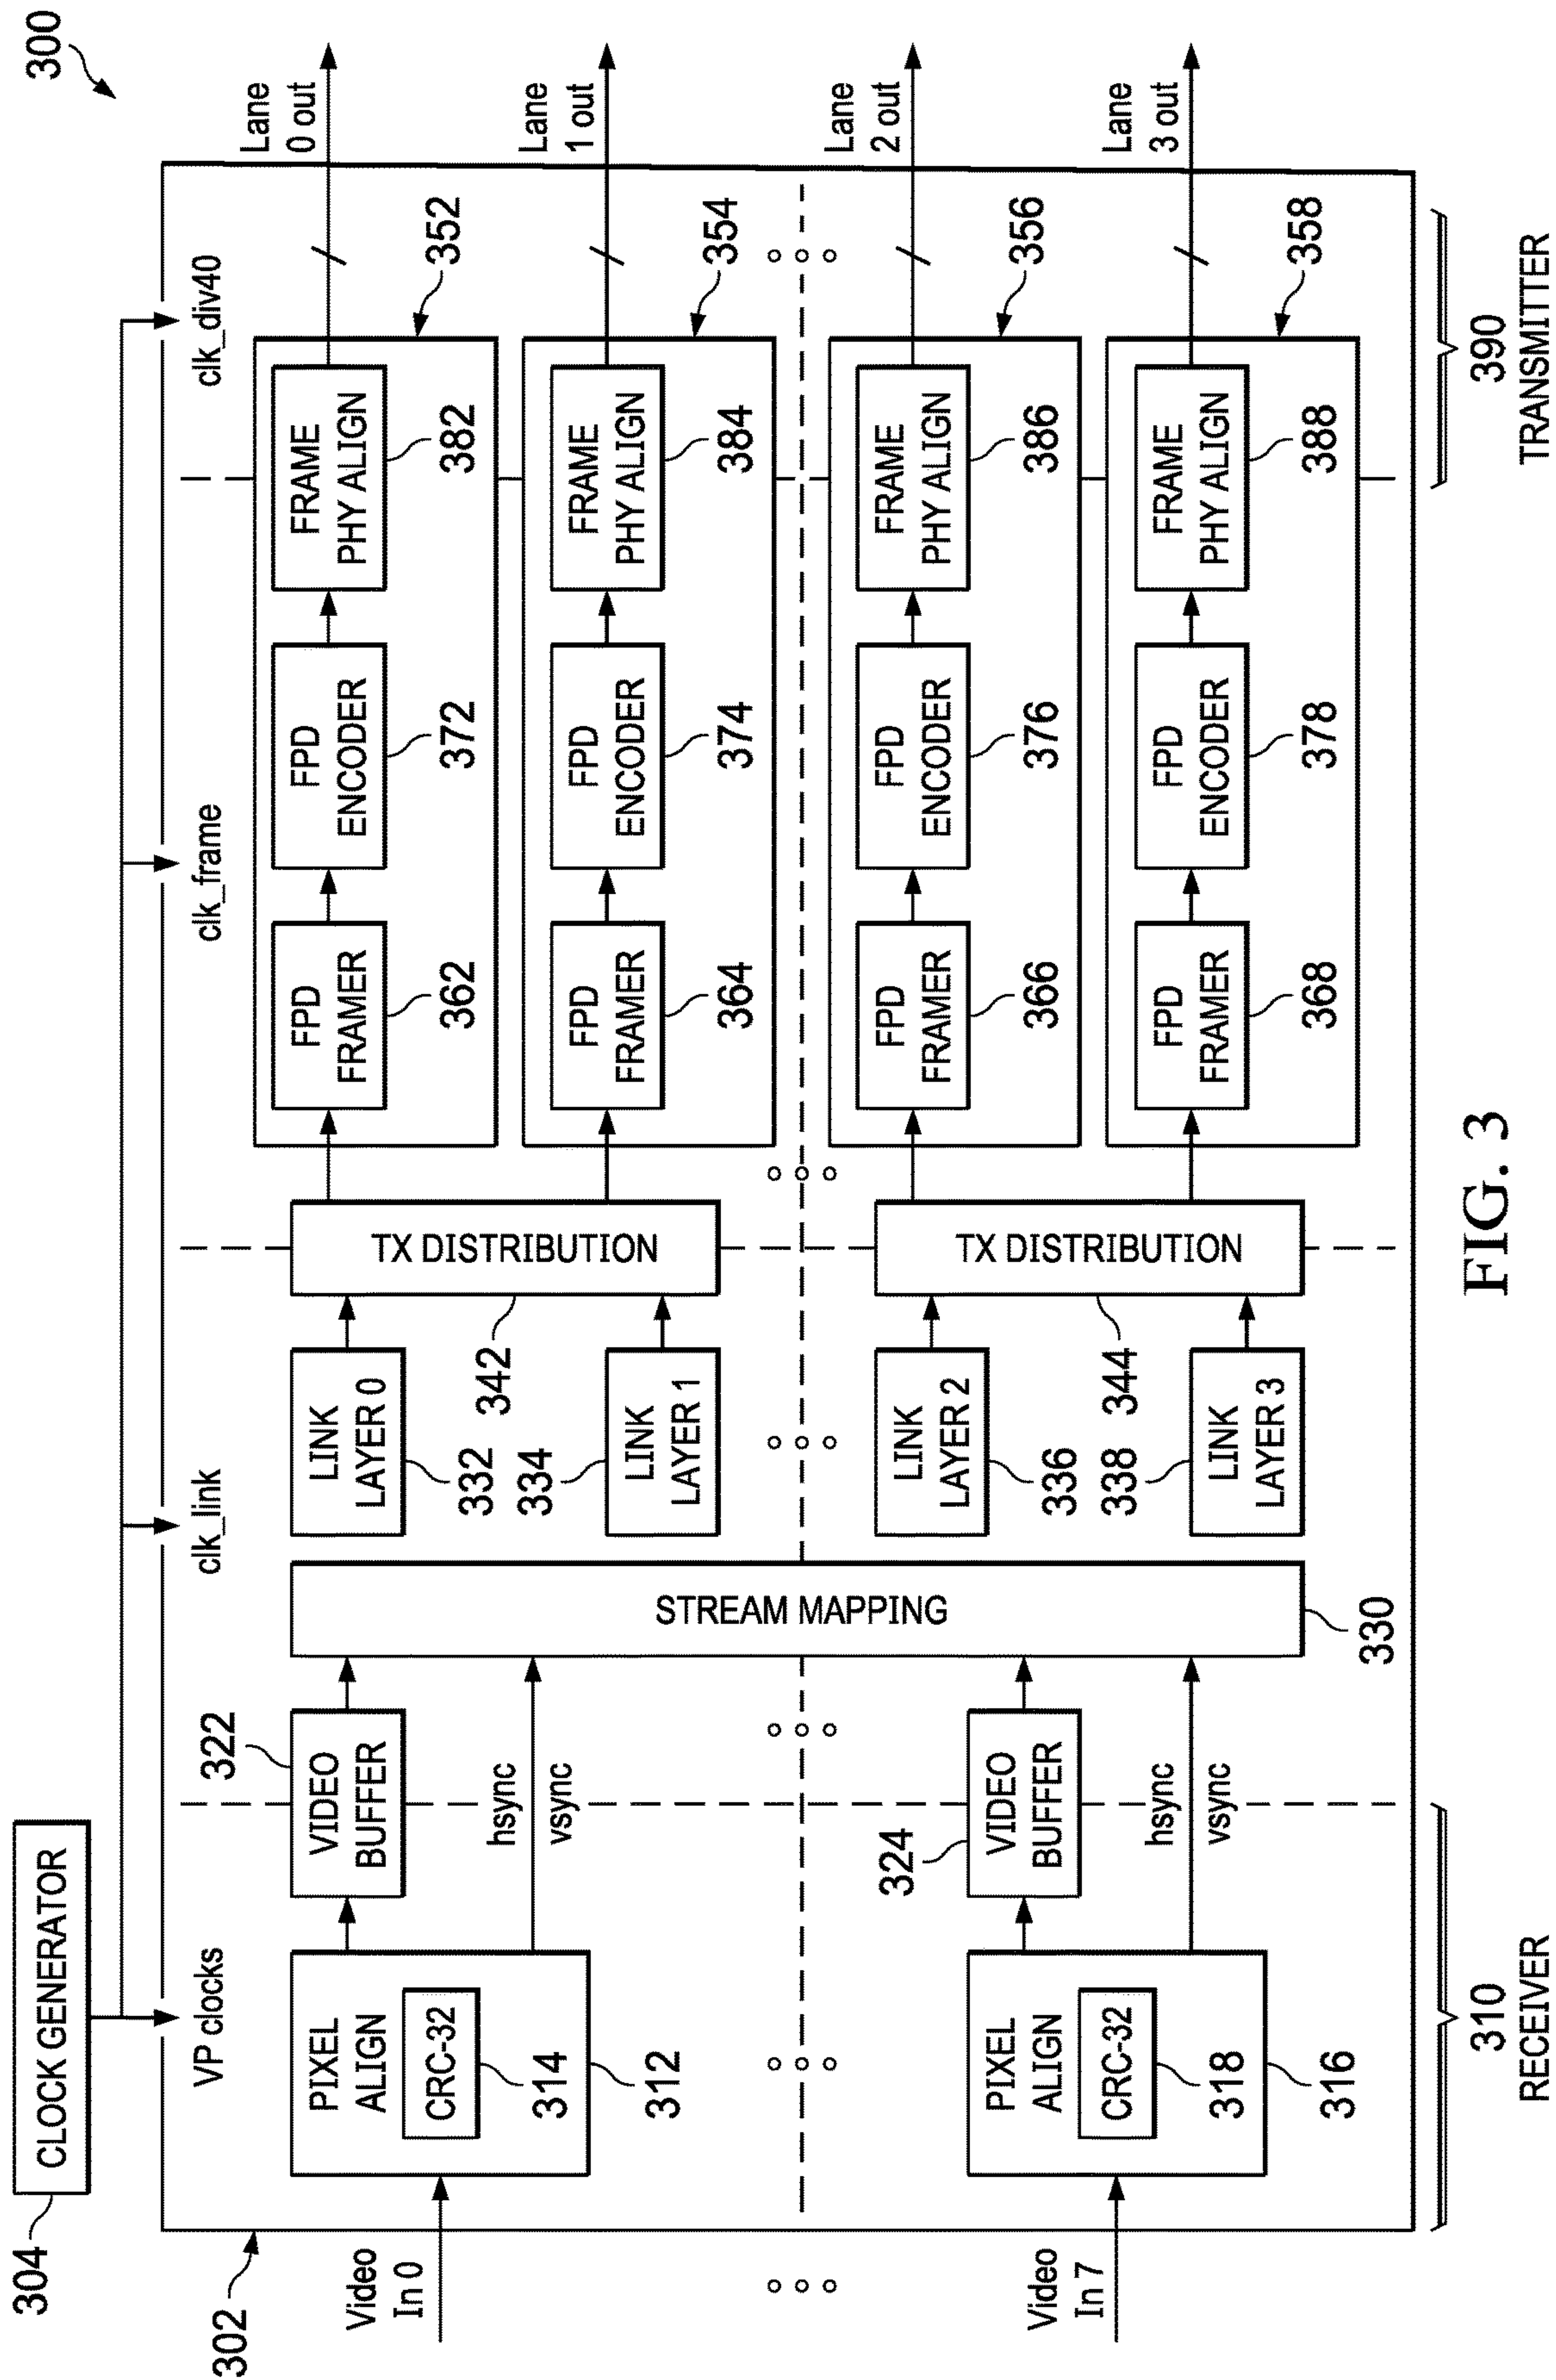 300
304
CLOCK GENERATOR
302
VP clocks
clk_link
clk_frame
clk_div40
Video
In 0
PIXEL
ALIGN
CRC-32
314
312
VIDEO
BUFFER
322
hsync
vsync
Video
In 7
PIXEL
ALIGN
CRC-32
318
316
VIDEO
BUFFER
324
hsync
vsync
STREAM MAPPING
330
LINK
LAYER 0
332
334
LINK
LAYER 1
LINK
LAYER 2
336
338
LINK
LAYER 3
TX DISTRIBUTION
342
TX DISTRIBUTION
344
FPD
FRAMER
362
FPD
ENCODER
372
FRAME
PHY ALIGN
382
352
Lane
0 out
FPD
FRAMER
364
FPD
ENCODER
374
FRAME
PHY ALIGN
384
354
Lane
1 out
FPD
FRAMER
366
FPD
ENCODER
376
FRAME
PHY ALIGN
386
356
Lane
2 out
FPD
FRAMER
368
FPD
ENCODER
378
FRAME
PHY ALIGN
388
358
Lane
3 out
310
RECEIVER
390
TRANSMITTER
FIG. 3